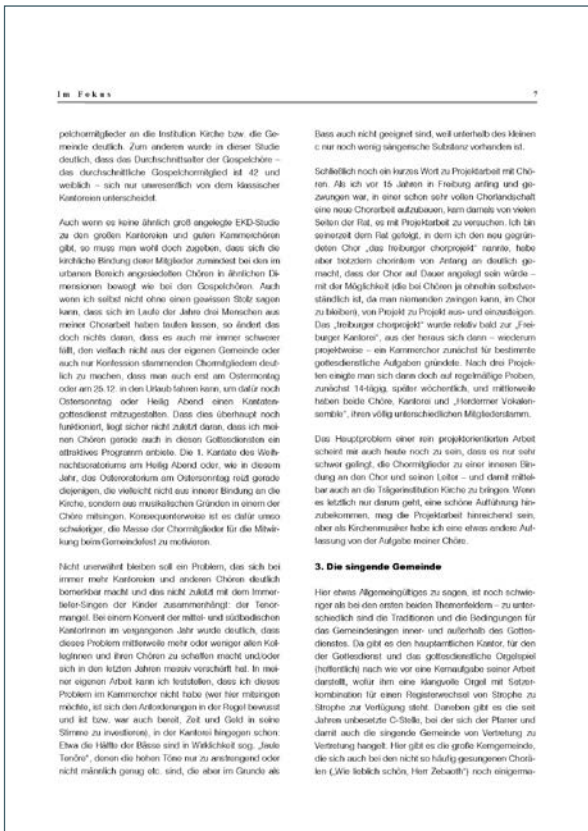 Im Fokus 7
pelchormitglieder an die Institution Kirche bzw. die Ge-
meinde deutlich. Zum anderen wurde in dieser Studie
deutlich, dass das Durchschnittsalter der Gospelchöre –
das durchschnittliche Gospelchormitglied ist 42 und
weiblich – sich nur unwesentlich von dem klassischer
Kantoreien unterscheidet.
Auch wenn es keine ähnlich groß angelegte EKD-Studie
zu den großen Kantoreien und guten Kammerchören
gibt, so muss man wohl doch zugeben, dass sich die
kirchliche Bindung derer Mitglieder zumindest bei den im
urbanen Bereich angesiedelten Chören in ähnlichen Di-
mensionen bewegt wie bei den Gospelchören. Auch
wenn ich selbst nicht ohne einen gewissen Stolz sagen
kann, dass sich im Laufe der Jahre drei Menschen aus
meiner Chorarbeit haben taufen lassen, so ändert das
doch nichts daran, dass es auch mir immer schwerer
fällt, den vielfach nicht aus der eigenen Gemeinde oder
auch nur Konfession stammenden Chormitgliedern deut-
lich zu machen, dass man auch erst am Ostermontag
oder am 25.12. in den Urlaub fahren kann, um dafür noch
Ostersonntag oder Heilig Abend einen Kantaten-
gottesdienst mitzugestalten. Dass dies überhaupt noch
funktioniert, liegt sicher nicht zuletzt daran, dass ich mei-
nen Chören gerade auch in diesen Gottesdiensten ein
attraktives Programm anbiete. Die 1. Kantate des Weih-
nachtsoratoriums am Heilig Abend oder, wie in diesem
Jahr, das Osteroratorium am Ostersonntag reizt gerade
diejenigen, die vielleicht nicht aus innerer Bindung an die
Kirche, sondern aus musikalischen Gründen in einem der
Chöre mitsingen. Konsequenterweise ist es dafür umso
schwieriger, die Masse der Chormitglieder für die Mitwir-
kung beim Gemeindefest zu motivieren.
Nicht unerwähnt bleiben soll ein Problem, das sich bei
immer mehr Kantoreien und anderen Chören deutlich
bemerkbar macht und das nicht zuletzt mit dem Immer-
tiefer-Singen der Kinder zusammenhängt: der Tenor-
mangel. Bei einem Konvent der mittel- und südbadischen
KantorInnen im vergangenen Jahr wurde deutlich, dass
dieses Problem mittlerweile mehr oder weniger allen Kol-
legInnen und ihren Chören zu schaffen macht und/oder
sich in den letzten Jahren massiv verschärft hat. In mei-
ner eigenen Arbeit kann ich feststellen, dass ich dieses
Problem im Kammerchor nicht habe (wer hier mitsingen
möchte, ist sich den Anforderungen in der Regel bewusst
und ist bzw. war auch bereit, Zeit und Geld in seine
Stimme zu investieren), in der Kantorei hingegen schon:
Etwa die Hälfte der Bässe sind in Wirklichkeit sog. „faule
Tenöre“, denen die hohen Töne nur zu anstrengend oder
nicht männlich genug etc. sind, die aber im Grunde als
Bass auch nicht geeignet sind, weil unterhalb des kleinen
c nur noch wenig sängerische Substanz vorhanden ist.
Schließlich noch ein kurzes Wort zu Projektarbeit mit Chö-
ren. Als ich vor 15 Jahren in Freiburg anfing und ge-
zwungen war, in einer schon sehr vollen Chorlandschaft
eine neue Chorarbeit aufzubauen, kam damals von vielen
Seiten der Rat, es mit Projektarbeit zu versuchen. Ich bin
seinerzeit dem Rat gefolgt, in dem ich den neu gegrün-
deten Chor „das freiburger chorprojekt“ nannte, habe
aber trotzdem chorintern von Anfang an deutlich ge-
macht, dass der Chor auf Dauer angelegt sein würde –
mit der Möglichkeit (die bei Chören ja ohnehin selbstver-
ständlich ist, da man niemanden zwingen kann, im Chor
zu bleiben), von Projekt zu Projekt aus- und einzusteigen.
Das „freiburger chorprojekt“ wurde relativ bald zur „Frei-
burger Kantorei“, aus der heraus sich dann – wiederum
projektweise – ein Kammerchor zunächst für bestimmte
gottesdienstliche Aufgaben gründete. Nach drei Projek-
ten einigte man sich dann doch auf regelmäßige Proben,
zunächst 14-tägig, später wöchentlich, und mittlerweile
haben beide Chöre, Kantorei und „Herdermer Vokalen-
semble“, ihren völlig unterschiedlichen Mitgliederstamm.
Das Hauptproblem einer rein projektorientierten Arbeit
scheint mir auch heute noch zu sein, dass es nur sehr
schwer gelingt, die Chormitglieder zu einer inneren Bin-
dung an den Chor und seinen Leiter – und damit mittel-
bar auch an die Trägerinstitution Kirche zu bringen. Wenn
es letztlich nur darum geht, eine schöne Aufführung hin-
zubekommen, mag die Projektarbeit hinreichend sein,
aber als Kirchenmusiker habe ich eine etwas andere Auf-
fassung von der Aufgabe meiner Chöre.
3. Die singende Gemeinde
Hier etwas Allgemeingültiges zu sagen, ist noch schwie-
riger als bei den ersten beiden Themenfeldern – zu unter-
schiedlich sind die Traditionen und die Bedingungen für
das Gemeindesingen inner- und außerhalb des Gottes-
dienstes. Da gibt es den hauptamtlichen Kantor, für den
der Gottesdienst und das gottesdienstliche Orgelspiel
(hoffentlich) nach wie vor eine Kernaufgabe seiner Arbeit
darstellt, wofür ihm eine klangvolle Orgel mit Setzer-
kombination für einen Registerwechsel von Strophe zu
Strophe zur Verfügung steht. Daneben gibt es die seit
Jahren unbesetzte C-Stelle, bei der sich der Pfarrer und
damit auch die singende Gemeinde von Vertretung zu
Vertretung hangelt. Hier gibt es die große Kerngemeinde,
die sich auch bei den nicht so häufig gesungenen Chorä-
len („Wie lieblich schön, Herr Zebaoth“) noch einigerma-